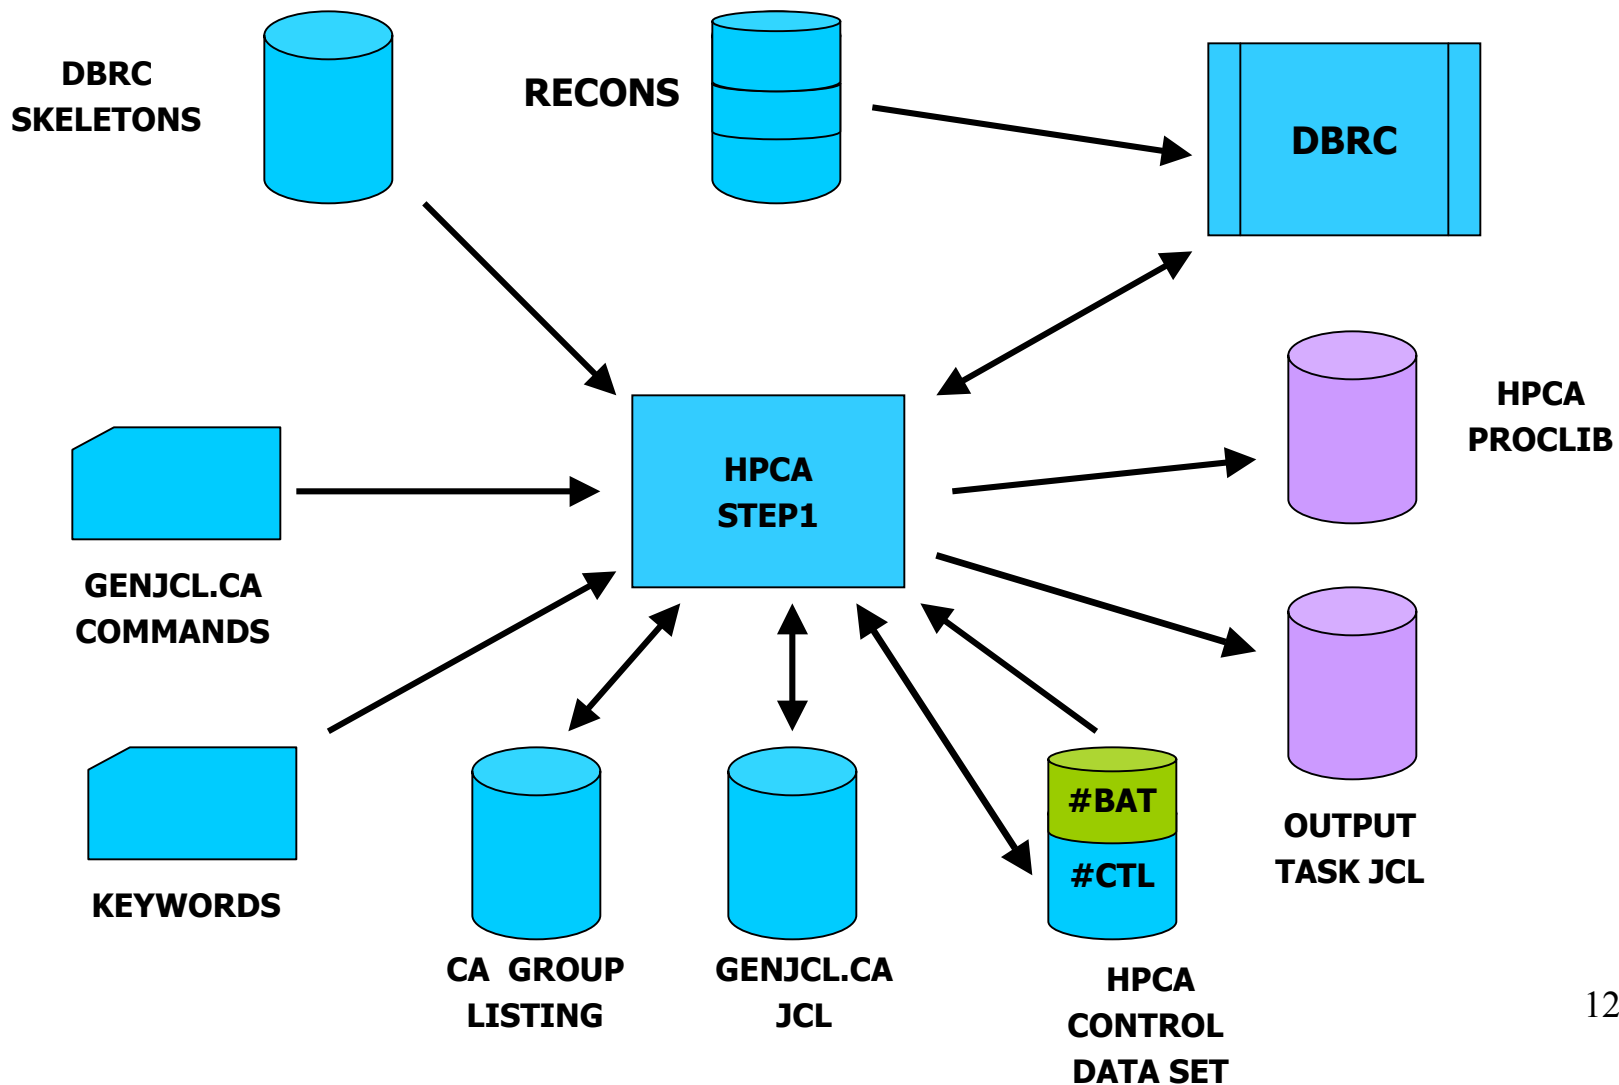 DBRC
SKELETONS
RECONS
DBRC
HPCA
PROCLIB
HPCA
STEP1
GENJCL.CA
COMMANDS
#BAT
#CTL
OUTPUT
TASK JCL
KEYWORDS
CA GROUP
LISTING
GENJCL.CA
JCL
HPCA
CONTROL
DATA SET
12